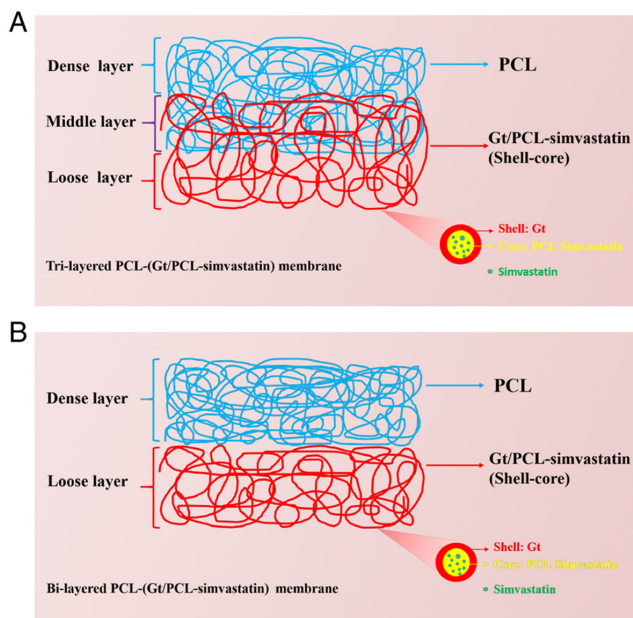 A
Dense layer
PCL
Middle layer
Gt/PCL-simvastatin
(Shell-core)
Loose layer
Shell: Gt
Core: PCL-Simvastatin
Simvastatin
Tri-layered PCL-(Gt/PCL-simvastatin) membrane
B
Dense layer
PCL
Gt/PCL-simvastatin
(Shell-core)
Loose layer
Shell: Gt
Core: PCL-Simvastatin
Simvastatin
Bi-layered PCL-(Gt/PCL-simvastatin) membrane